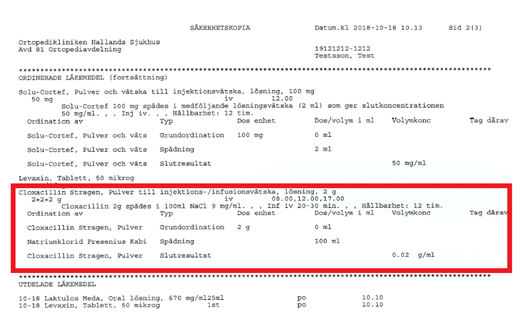 SÄKERHETSKOPIA Datum.kl 2018-10-18 10.13 Sid 2(3)
Ortopedikliniken Hallands Sjukhus
Avd 81 Ortopediavdelning 19121212-1212
Testsson, Test
ORDINERADE LÄKEMEDEL (fortsättning)
Solu-Cortef, Pulver och vätska till injektionsvätska, lösning, 100 mg
50 mg iv 12.00
Solu-Cortef 100 mg spädes i medföljande lösningsvätska (2 ml) som ger slutkoncentrationen
50 mg/ml. , , Inj iv. , , Hållbarhet: 12 tim.
Ordination av Typ Dos enhet Dos/volym i ml Volymkonc Tag därav
Solu-Cortef, Pulver och väts Grundordination 100 mg 0 ml
Solu-Cortef, Pulver och väts Spädning 2 ml
Solu-Cortef, Pulver och väts Slutresultat 50 mg/ml
Levaxin, Tablett, 50 mikrog
Cloxacillin Stragen, Pulver till injektions-/infusionsvätska, lösning, 2 g
2+2+2 g iv 08.00,12.00,17.00
Cloxacillin 2g spädes i 100ml NaCl 9 mg/ml. , , Inf iv 20-30 min. , , Hållbarhet: 12 tim.
Ordination av Typ Dos enhet Dos/volym i ml Volymkonc Tag därav
Cloxacillin Stragen, Pulver Grundordination 2 g 0 ml
Natriumklorid Fresenius Kabi Spädning 100 ml
Cloxacillin Stragen, Pulver Slutresultat 0.02 g/ml
UTDELADE LÄKEMEDEL
10-18 Laktulos Meda, Oral lösning, 670 mg/ml25ml po 10.10
10-18 Levaxin, Tablett, 50 mikrog 1st po 10.10